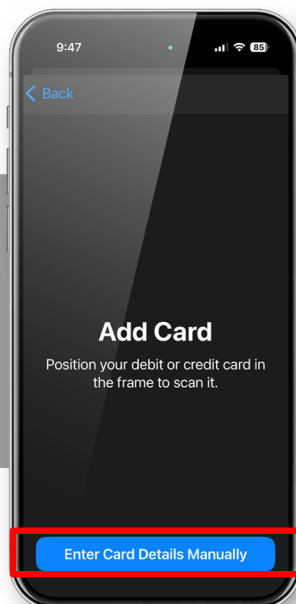 9:47
85
Back
Add Card
Position your debit or credit card in
the frame to scan it.
Enter Card Details Manually